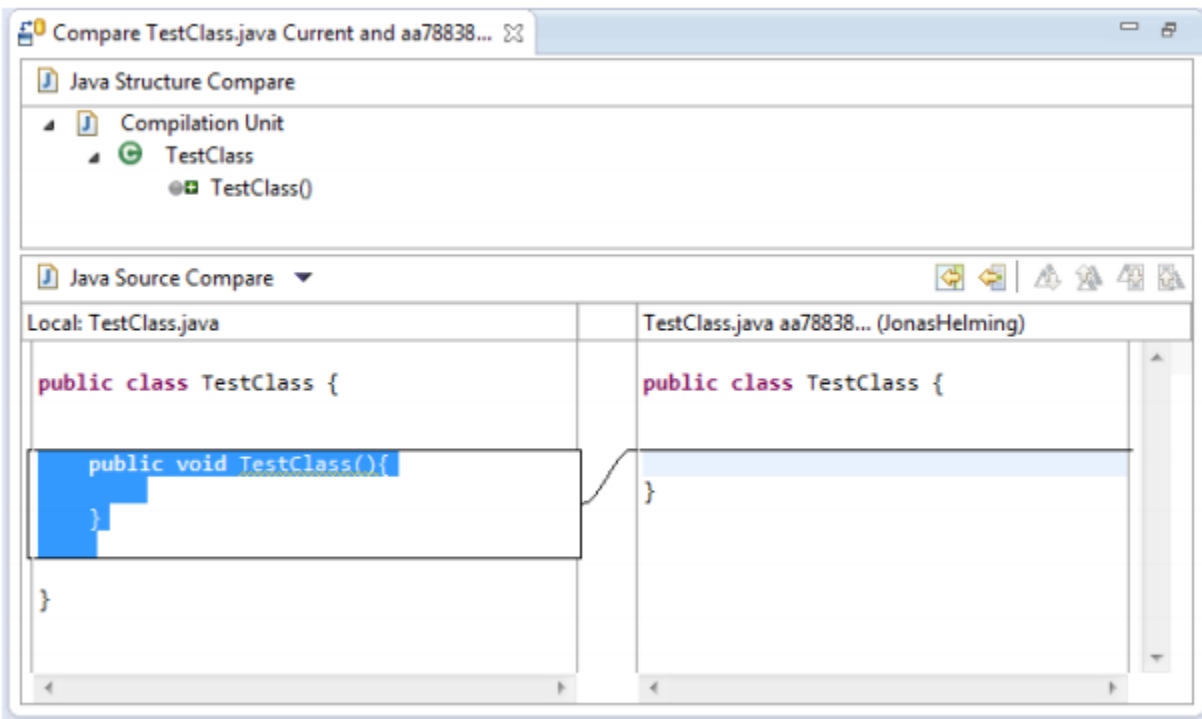 Compare TestClass.java Current and aa78838...
Java Structure Compare
Compilation Unit
TestClass
TestClass()
Java Source Compare
Local: TestClass.java
TestClass.java aa78838... (JonasHelming)
public class TestClass {
public void TestClass(){
}
}
public class TestClass {
}